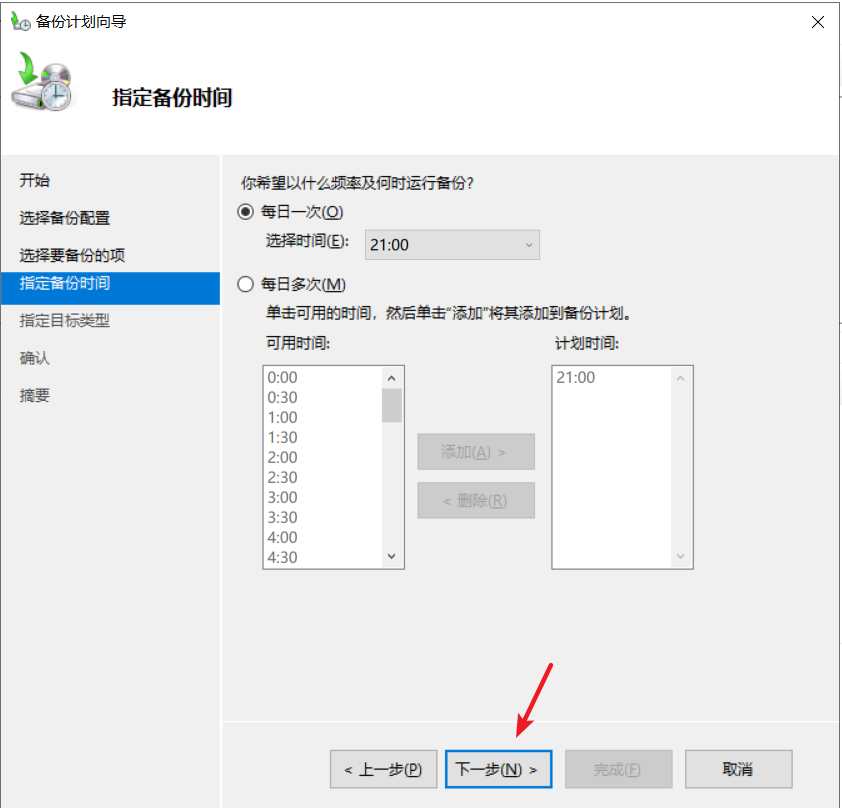 备份计划向导
指定备份时间
开始
选择备份配置
选择要备份的项
指定备份时间
指定目标类型
确认
摘要
你希望以什么频率及何时运行备份?
每日一次(O)
选择时间(E):
21:00
每日多次(M)
单击可用的时间，然后单击"添加"将其添加到备份计划。
可用时间:
0:00
0:30
1:00
1:30
2:00
2:30
3:00
3:30
4:00
4:30
添加(A) >
< 删除(R)
计划时间:
21:00
< 上一步(P)
下一步(N) >
完成(F)
取消